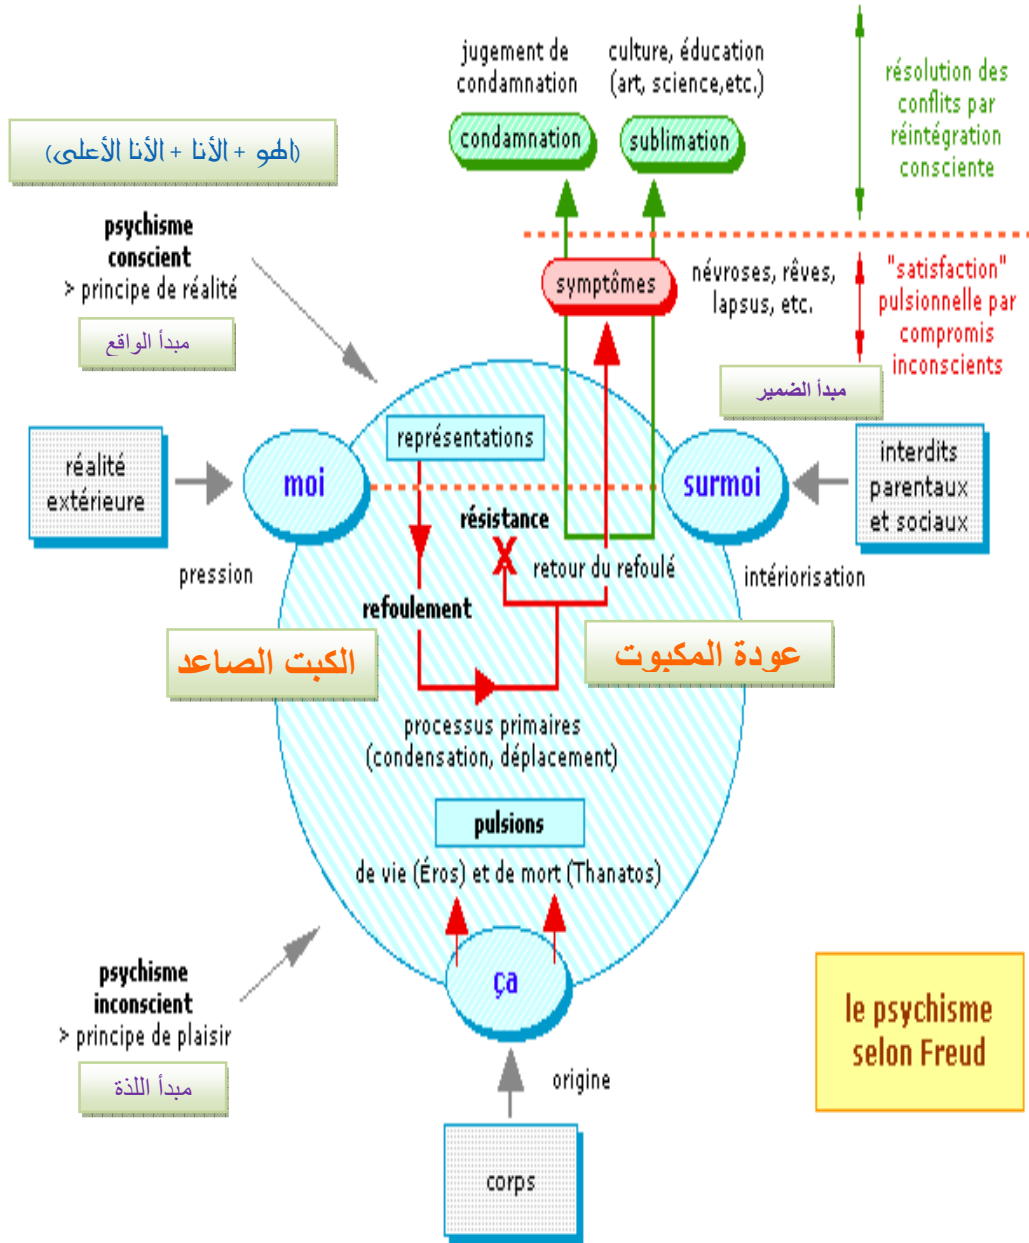 jugement de
condamnation
culture, éducation
(art, science,etc.)
condamnation
sublimation
résolution des
conflits par
réintégration
consciente
(الهو + الأنا + الأنا الأعلى)
psychisme
conscient
> principe de réalité
مبدأ الواقع
symptômes
névroses, rêves,
lapsus, etc.
"satisfaction"
pulsionnelle par
compromis
inconscients
مبدأ الضمير
réalité
extérieure
moi
représentations
surmoi
interdits
parentaux
et sociaux
résistance
pression
retour du refoulé
intériorisation
refoulement
الكبت الصاعد
عودة المكبوت
processus primaires
(condensation, déplacement)
pulsions
de vie (Éros) et de mort (Thanatos)
psychisme
inconscient
> principe de plaisir
مبدأ اللذة
ça
origine
corps
le psychisme
selon Freud